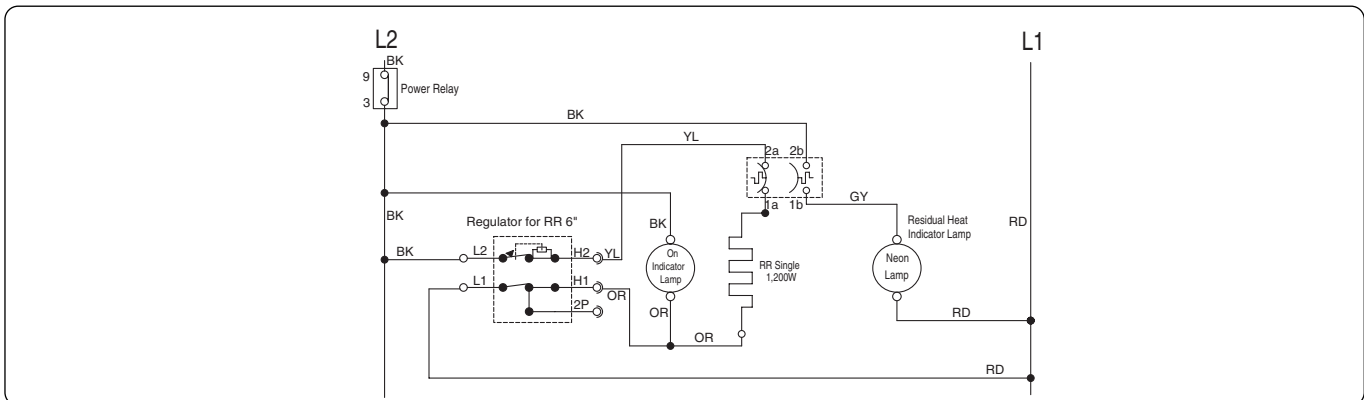 L2
L1
BK
9
Power Relay
3
BK
YL
2a 2b
1a 1b
GY
BK
Regulator for RR 6"
BK
Residual Heat
Indicator Lamp
RD
BK
L2
H2
YL
On
Indicator
Lamp
RR Single
1,200W
Neon
Lamp
L1
H1
OR
2P
OR
RD
OR
RD